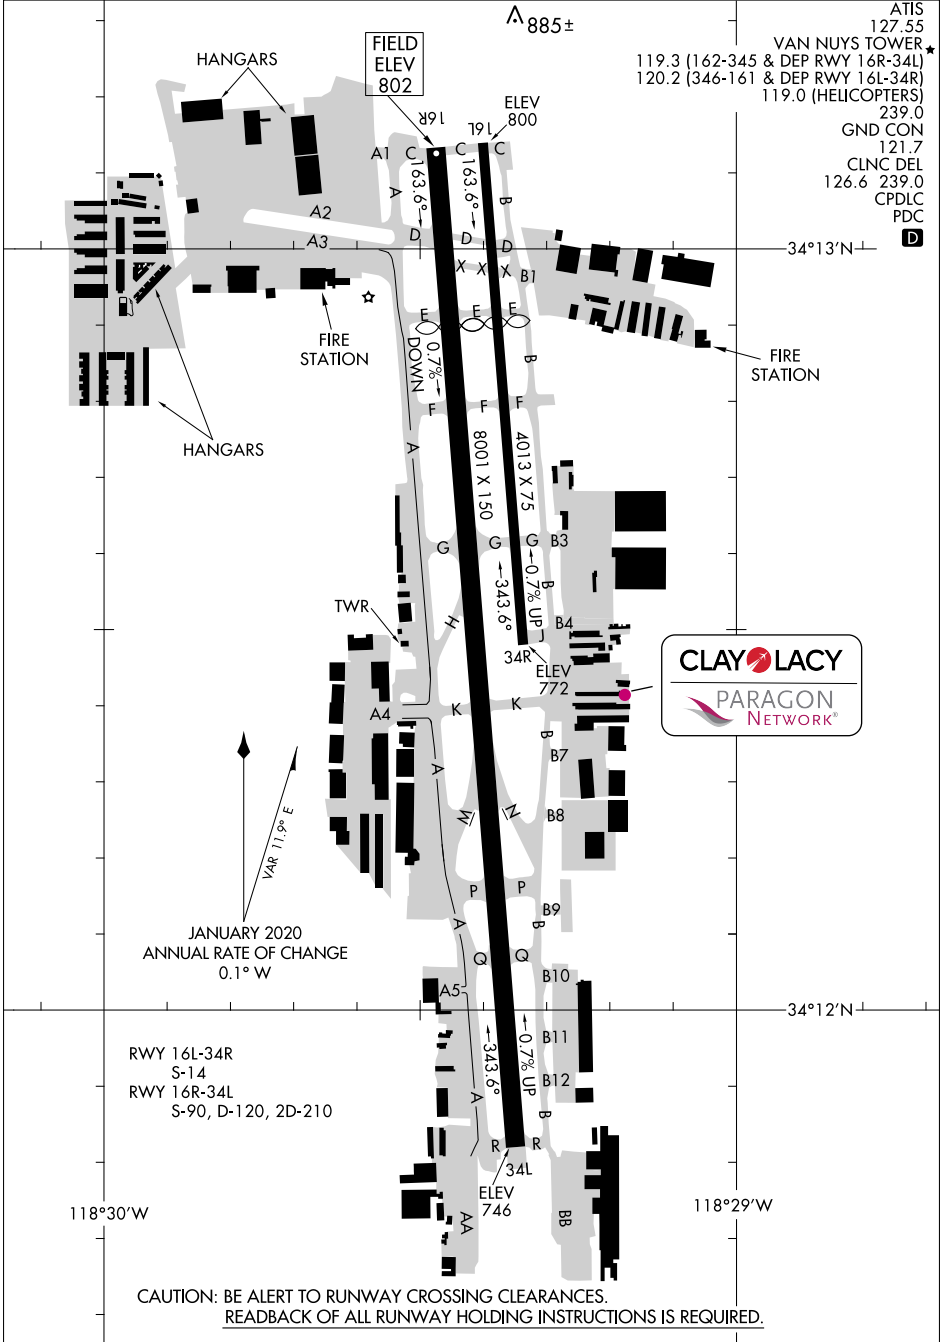 885±
ATIS
127.55
VAN NUYS TOWER
119.3 (162-345 & DEP RWY 16R-34L)
120.2 (346-161 & DEP RWY 16L-34R)
119.0 (HELICOPTERS)
239.0
GND CON
121.7
CLNC DEL
126.6 239.0
CPDLC
PDC
D
FIELD
ELEV
802
HANGARS
16R
16L
ELEV
800
A1
C
C
C
163.6°
163.6°
A
B
A2
A3
D
D
D
34°13'N
X
X
X
B1
E
E
E
FIRE
STATION
0.7%
DOWN
B
FIRE
STATION
F
F
F
HANGARS
A
8001 X 150
4013 X 75
G
G
G
B3
343.6°
0.7% UP
B
TWR
H
B4
34R
ELEV
772
CLAY LACY
PARAGON
NETWORK®
A4
K
K
B
B7
A
VAR 11.9° E
M
N
B8
P
P
B9
JANUARY 2020
ANNUAL RATE OF CHANGE
0.1° W
A
B
Q
Q
B10
A5
34°12'N
RWY 16L-34R
S-14
RWY 16R-34L
S-90, D-120, 2D-210
343.6°
0.7% UP
B11
B12
A
B
R
R
34L
ELEV
746
118°30'W
118°29'W
AA
BB
CAUTION: BE ALERT TO RUNWAY CROSSING CLEARANCES.
READBACK OF ALL RUNWAY HOLDING INSTRUCTIONS IS REQUIRED.